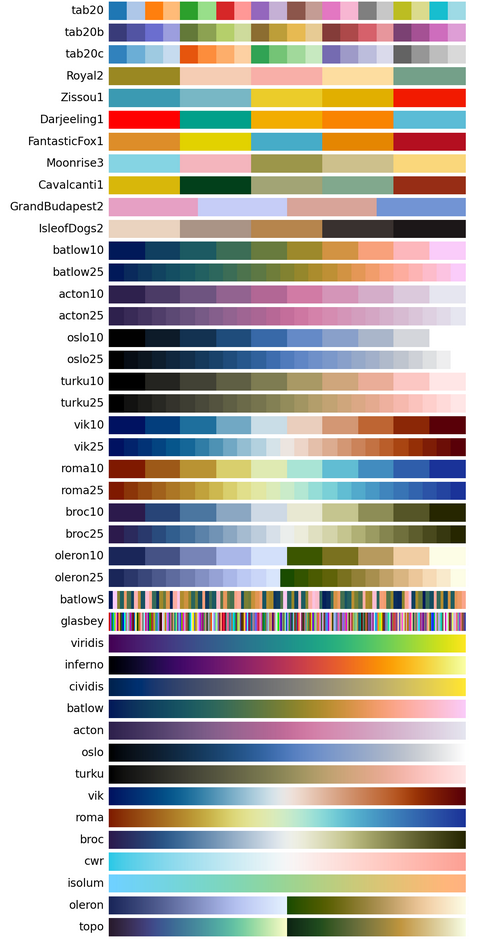 tab20
tab20b
tab20c
Royal2
Zissou1
Darjeeling1
FantasticFox1
Moonrise3
Cavalcanti1
GrandBudapest2
IsleofDogs2
batlow10
batlow25
acton10
acton25
oslo10
oslo25
turku10
turku25
vik10
vik25
roma10
roma25
broc10
broc25
oleron10
oleron25
batlowS
glasbey
viridis
inferno
cividis
batlow
acton
oslo
turku
vik
roma
broc
cwr
isolum
oleron
topo